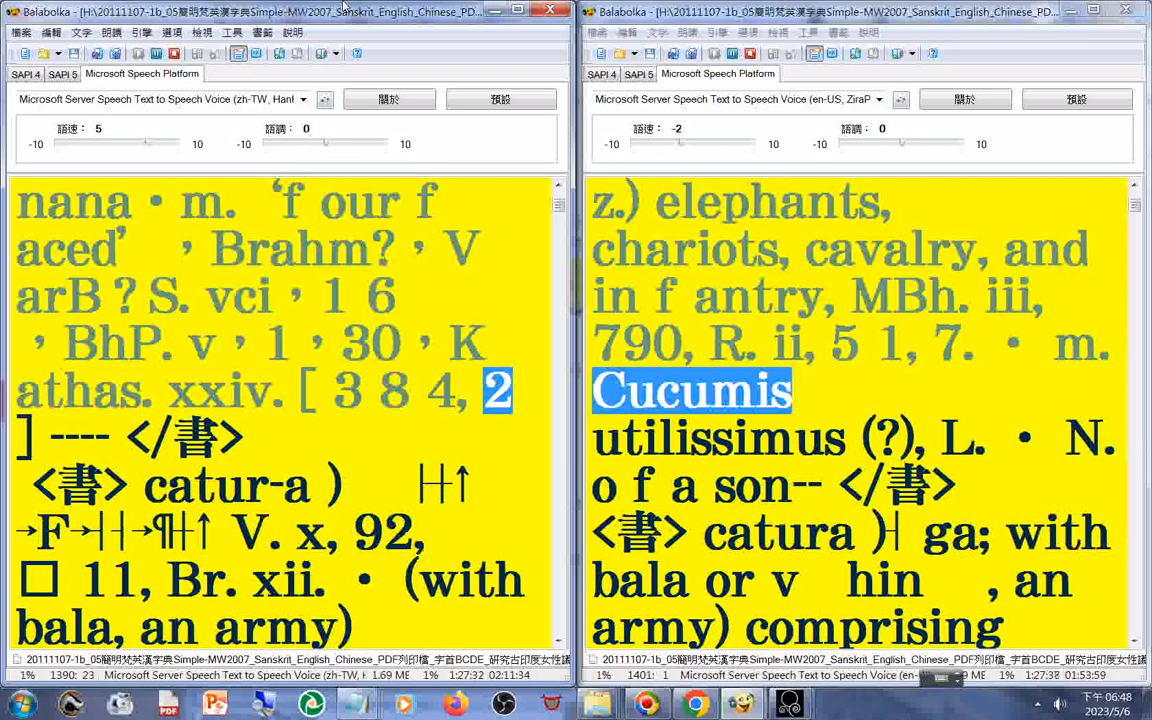 Balabolka - [H:\20111107-1b_05簡明梵英漢字典Simple-MW2007_Sanskrit_English_Chinese_PD...
檔案 編輯 文字 朗讀 引擎 選項 檢視 工具 書籤 說明
SAPI 4 SAPI 5 Microsoft Speech Platform
Microsoft Server Speech Text to Speech Voice (zh-TW, HanH 關於 預設
語速： 5 語調： 0
-10 10 -10 10
nana • m. ‘f our f
aced’ ，Brahm?，V
arB？S. vci，1 6
，BhP. v，1，30，K
athas. xxiv. [ 3 8 4, 2
] ---- </書>
<書> catur-a ) ├┤↑
→F→┤┤→¶├↑ V. x, 92,
□ 11, Br. xii. • (with
bala, an army)
20111107-1b_05簡明梵英漢字典Simple-MW2007_Sanskrit_English_Chinese_PDF列印檔_字首BCDE_研究古印度女性議
1% 1390: 23 Microsoft Server Speech Text to Speech Voice (zh-TW, H 1.69 ME 1% 1:27:32 02:11:34
Balabolka - [H:\20111107-1b_05簡明梵英漢字典Simple-MW2007_Sanskrit_English_Chinese_PD...
檔案 編輯 文字 朗讀 引擎 選項 檢視 工具 書籤 說明
SAPI 4 SAPI 5 Microsoft Speech Platform
Microsoft Server Speech Text to Speech Voice (en-US, ZiraP 關於 預設
語速： -2 語調： 0
-10 10 -10 10
z.) elephants,
chariots, cavalry, and
in f antry, MBh. iii,
790, R. ii, 5 1, 7. • m.
Cucumis
utilissimus (?), L. • N.
o f a son-- </書>
<書> catura )┤ ga; with
bala or v hin , an
army) comprising
20111107-1b_05簡明梵英漢字典Simple-MW2007_Sanskrit_English_Chinese_PDF列印檔_字首BCDE_研究古印度女性議
1% 1401: 1 Microsoft Server Speech Text to Speech Voice (en-US, 1.69 ME 1% 1:27:37 01:53:59
PDF
下午 06:48
2023/5/6